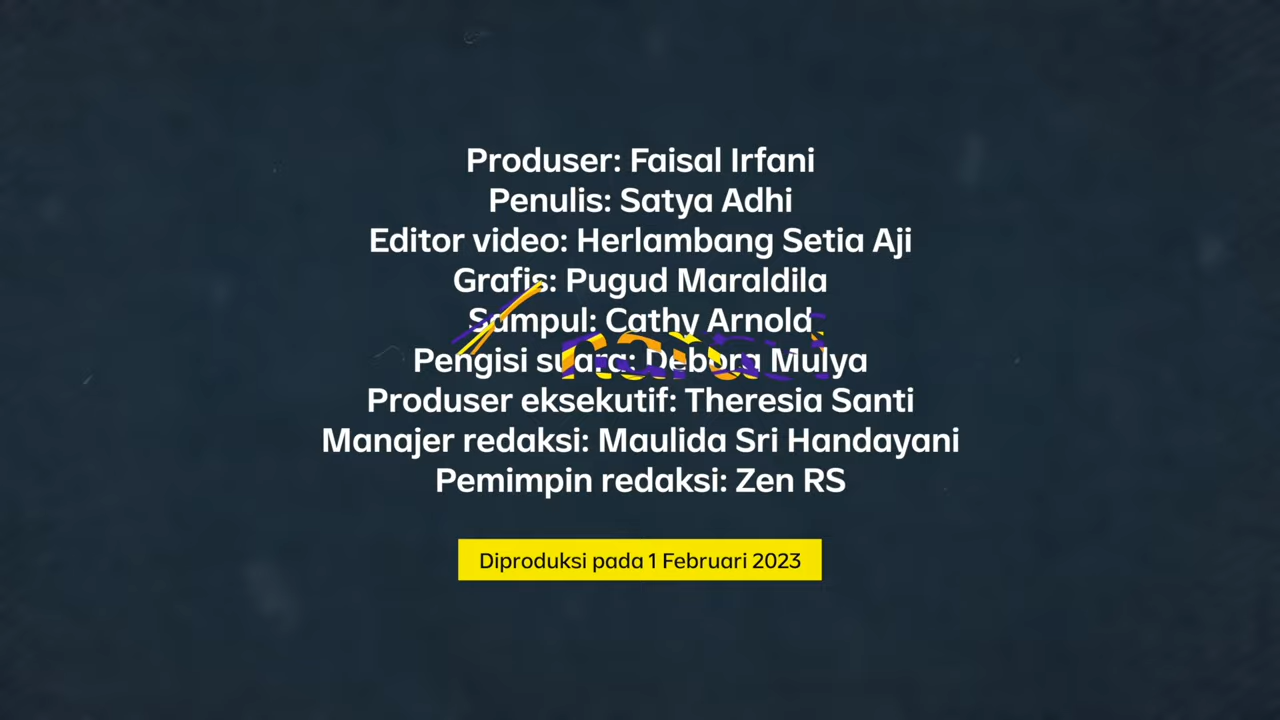 Produser: Faisal Irfani
Penulis: Satya Adhi
Editor video: Herlambang Setia Aji
Grafis: Pugud Maraldila
Sampul: Cathy Arnold
Pengisi suara: Debora Mulya
narasi
Produser eksekutif: Theresia Santi
Manajer redaksi: Maulida Sri Handayani
Pemimpin redaksi: Zen RS
Diproduksi pada 1 Februari 2023